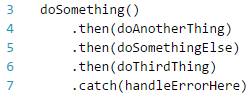 3 doSomething()
4     .then(doAnotherThing)
5     .then(doSomethingElse)
6     .then(doThirdThing)
7     .catch(handleErrorHere)